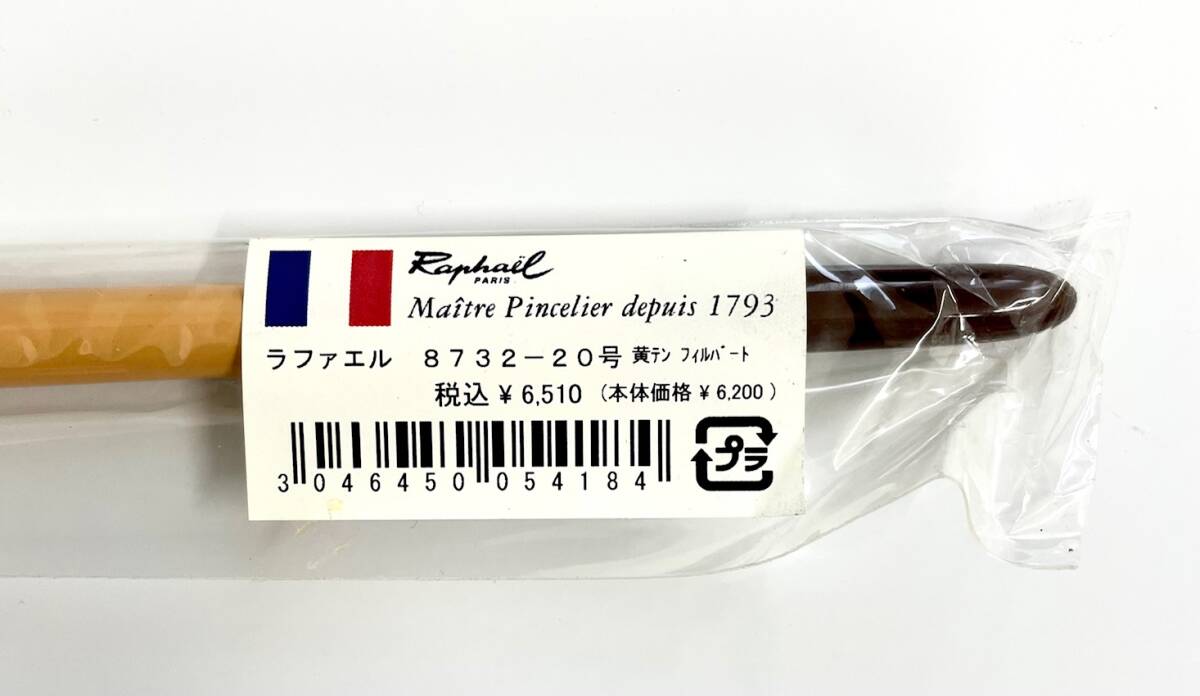 Raphaël
PARIS
Maître Pincelier depuis 1793
ラファエル 8732-20号 黄テン フィルバート
税込 ¥ 6,510 (本体価格 ¥ 6,200)
3 046450 054184
プラ